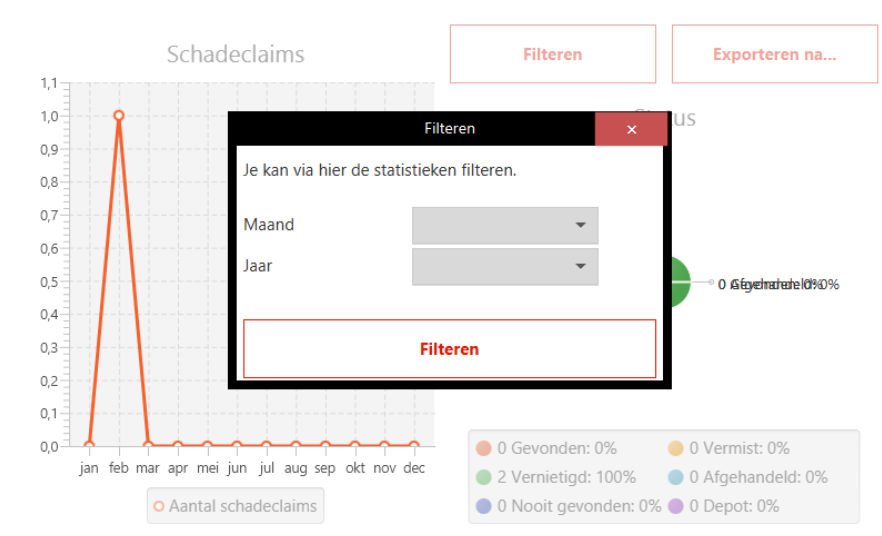 Schadeclaims
Filteren
Exporteren na...
1,1
1,0
0,9
0,8
0,7
0,6
0,5
0,4
0,3
0,2
0,1
0,0
jan feb mar apr mei jun jul aug sep okt nov dec
Aantal schadeclaims
Filteren
×
Je kan via hier de statistieken filteren.
Maand
Jaar
Filteren
0 Gevonden: 0%
0 Vermist: 0%
2 Vernietigd: 100%
0 Afgehandeld: 0%
0 Nooit gevonden: 0%
0 Depot: 0%